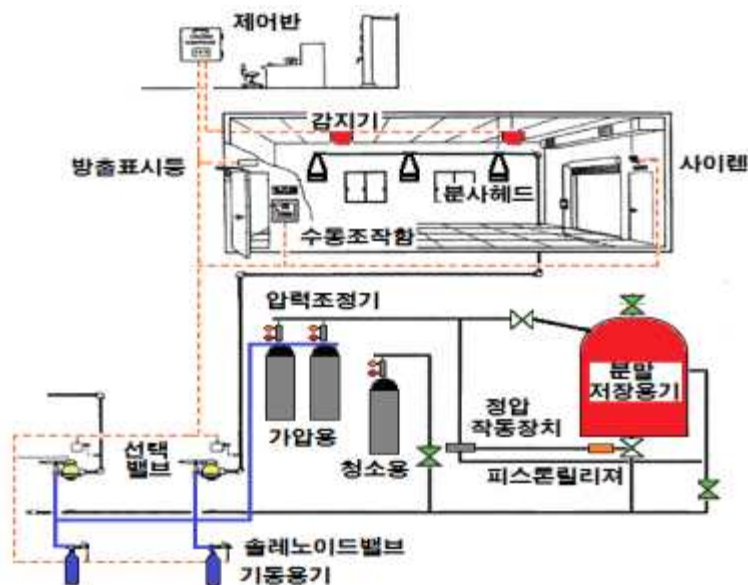 제어반
감지기
방출표시등
사이렌
분사헤드
수동조작함
압력조정기
분말
저장용기
정압
작동장치
가압용
선택
밸브
청소용
피스톤릴리져
솔레노이드밸브
기동용기